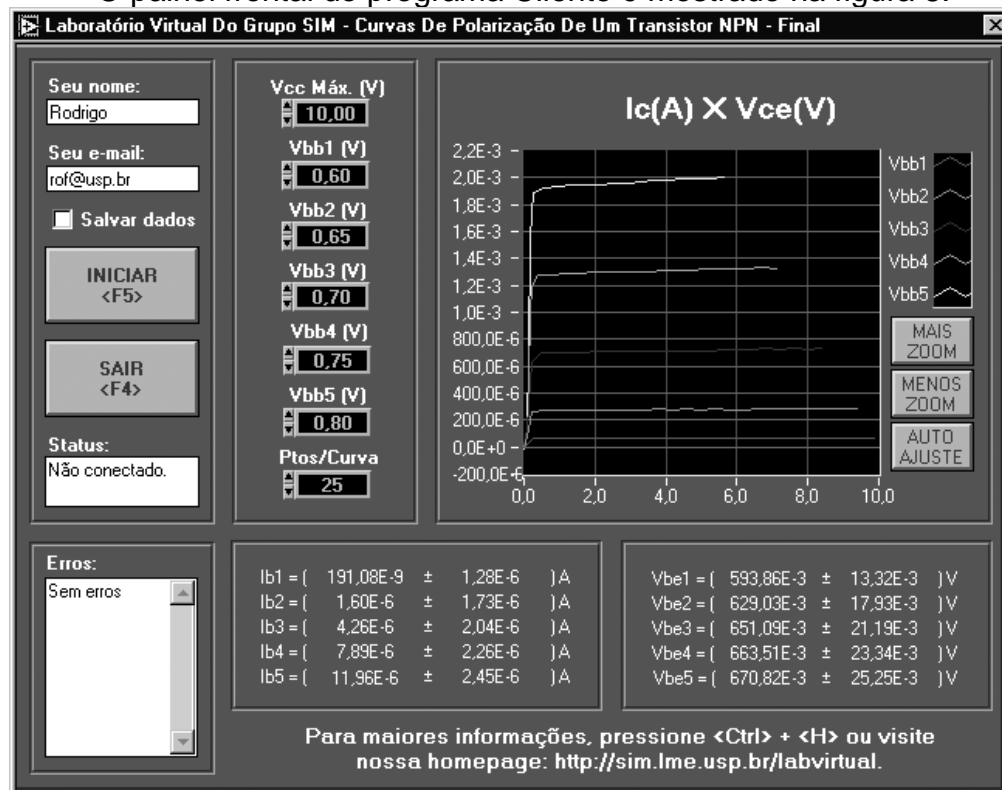 O painel frontal do programa Cliente é mostrado na figura 3.
Laboratório Virtual Do Grupo SIM - Curvas De Polarização De Um Transistor NPN - Final
Seu nome:
Rodrigo
Seu e-mail:
rof@usp.br
Salvar dados
INICIAR
<F5>
SAIR
<F4>
Status:
Não conectado.
Vcc Máx. (V)
10,00
Vbb1 (V)
0,60
Vbb2 (V)
0,65
Vbb3 (V)
0,70
Vbb4 (V)
0,75
Vbb5 (V)
0,80
Ptos/Curva
25
Ic(A) X Vce(V)
2,2E-3
2,0E-3
1,8E-3
1,6E-3
1,4E-3
1,2E-3
1,0E-3
800,0E-6
600,0E-6
400,0E-6
200,0E-6
0,0E+0
-200,0E-6
0,0 2,0 4,0 6,0 8,0 10,0
Vbb1
Vbb2
Vbb3
Vbb4
Vbb5
MAIS
ZOOM
MENOS
ZOOM
AUTO
AJUSTE
Erros:
Sem erros
Ib1 = ( 191,08E-9 ± 1,28E-6 ) A
Ib2 = ( 1,60E-6 ± 1,73E-6 ) A
Ib3 = ( 4,26E-6 ± 2,04E-6 ) A
Ib4 = ( 7,89E-6 ± 2,26E-6 ) A
Ib5 = ( 11,96E-6 ± 2,45E-6 ) A
Vbe1 = ( 593,86E-3 ± 13,32E-3 ) V
Vbe2 = ( 629,03E-3 ± 17,93E-3 ) V
Vbe3 = ( 651,09E-3 ± 21,19E-3 ) V
Vbe4 = ( 663,51E-3 ± 23,34E-3 ) V
Vbe5 = ( 670,82E-3 ± 25,25E-3 ) V
Para maiores informações, pressione <Ctrl> + <H> ou visite
nossa homepage: http://sim.lme.usp.br/labvirtual.